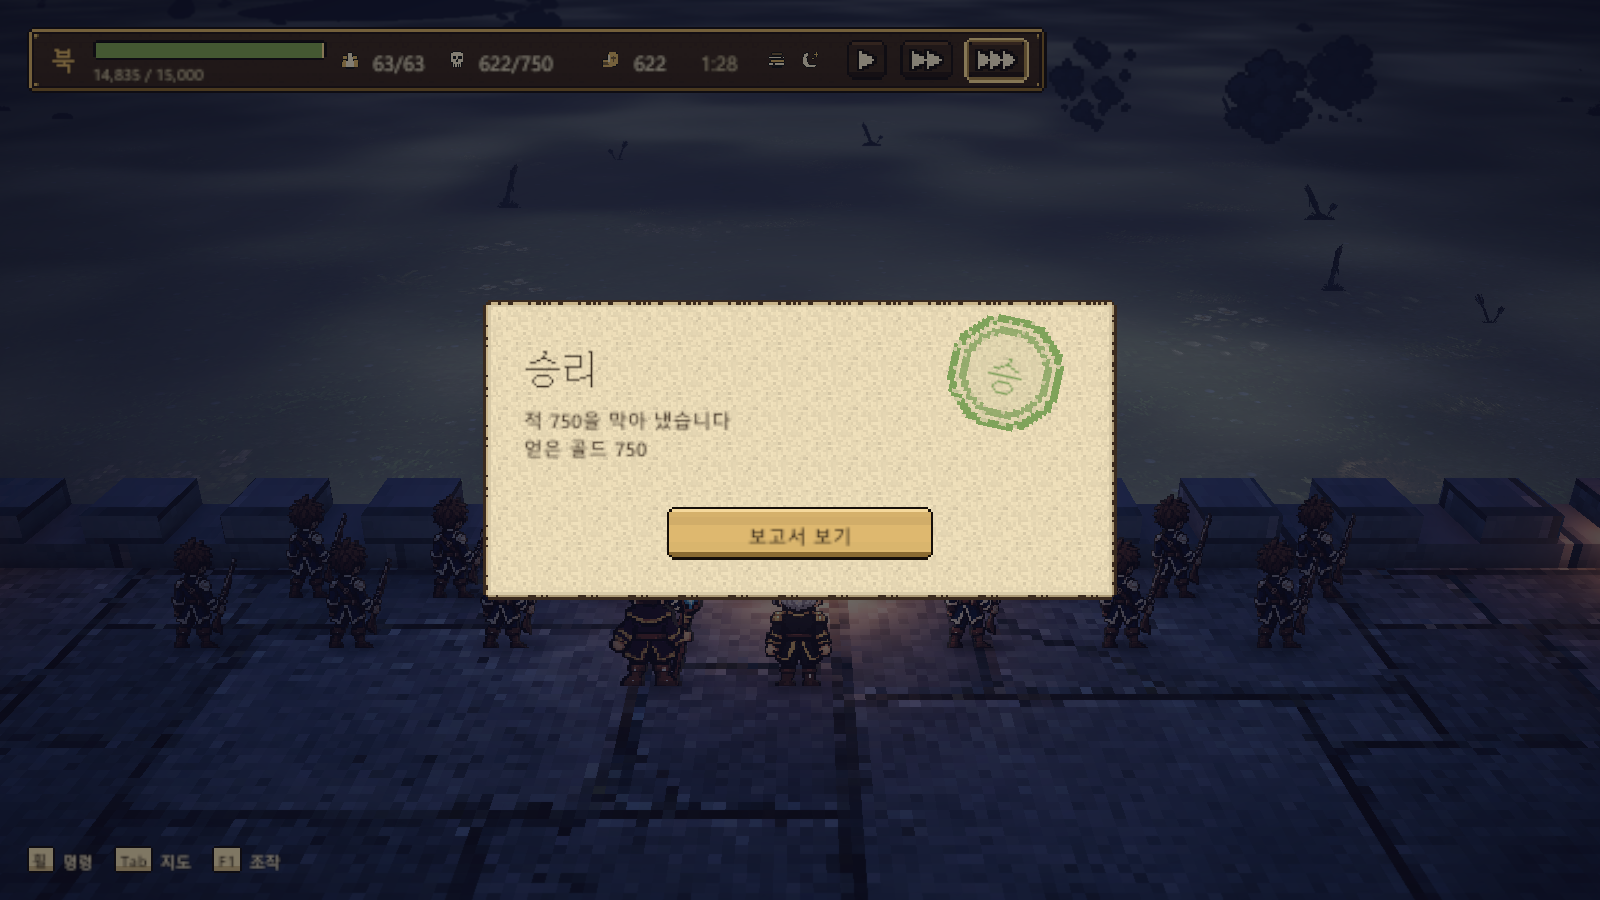 북
14,835 / 15,000
63/63
622/750
622
1:28
승리
승
적 750을 막아 냈습니다
얻은 골드 750
보고서 보기
휠 명령 Tab 지도 F1 조작